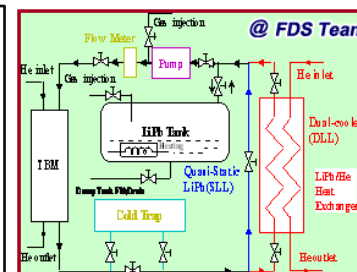 Gas injection
@ FDS Team
Flow Meter
He inlet
Gas injection
Pump
He inlet
LiPb Tank
Dual-coole
(DLL)
Heating
TBM
Quasi-Static
LiPb(SLL)
LiPb/He
Heat
Exchanger
Dump Tank Fill/Drain
Cold Trap
He outlet
He outlet